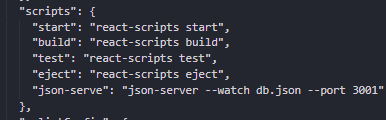 "scripts": {
"start": "react-scripts start",
"build": "react-scripts build",
"test": "react-scripts test",
"eject": "react-scripts eject",
"json-serve": "json-server --watch db.json --port 3001"
},